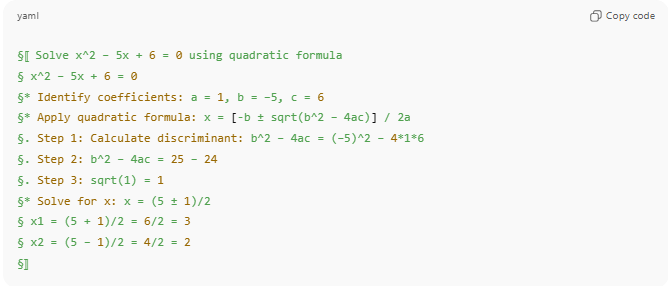 yaml
Copy code
§⟦ Solve x^2 − 5x + 6 = 0 using quadratic formula
§ x^2 − 5x + 6 = 0
§* Identify coefficients: a = 1, b = −5, c = 6
§* Apply quadratic formula: x = [-b ± sqrt(b^2 − 4ac)] / 2a
§. Step 1: Calculate discriminant: b^2 − 4ac = (−5)^2 − 4*1*6
§. Step 2: b^2 − 4ac = 25 − 24
§. Step 3: sqrt(1) = 1
§* Solve for x: x = (5 ± 1)/2
§ x1 = (5 + 1)/2 = 6/2 = 3
§ x2 = (5 − 1)/2 = 4/2 = 2
§⟧